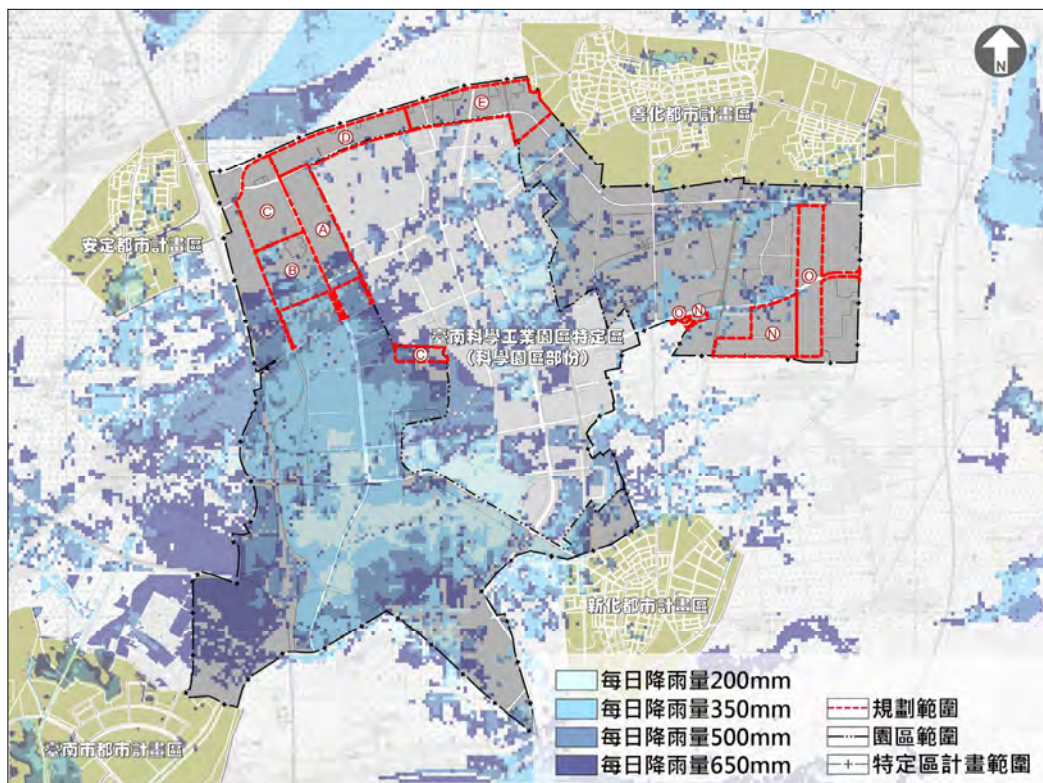 N
善化都市計畫區
E
D
安定都市計畫區
C
A
B
O
O
N
N
臺南科學工業園區特定區
(科學園區部份)
C
新化都市計畫區
臺南市都市計畫區
每日降雨量200mm
每日降雨量350mm
每日降雨量500mm
每日降雨量650mm
規劃範圍
園區範圍
特定區計畫範圍